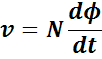 v = N dϕ/dt